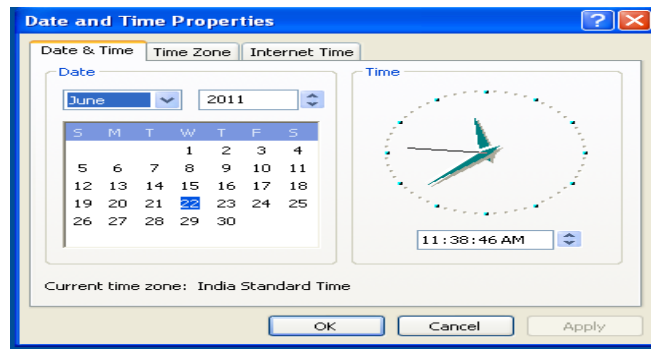 Date and Time Properties
Date & Time Time Zone Internet Time
Date
June 2011
S M T W T F S
1 2 3 4
5 6 7 8 9 10 11
12 13 14 15 16 17 18
19 20 21 22 23 24 25
26 27 28 29 30
Time
11:38:46 AM
Current time zone: India Standard Time
OK Cancel Apply